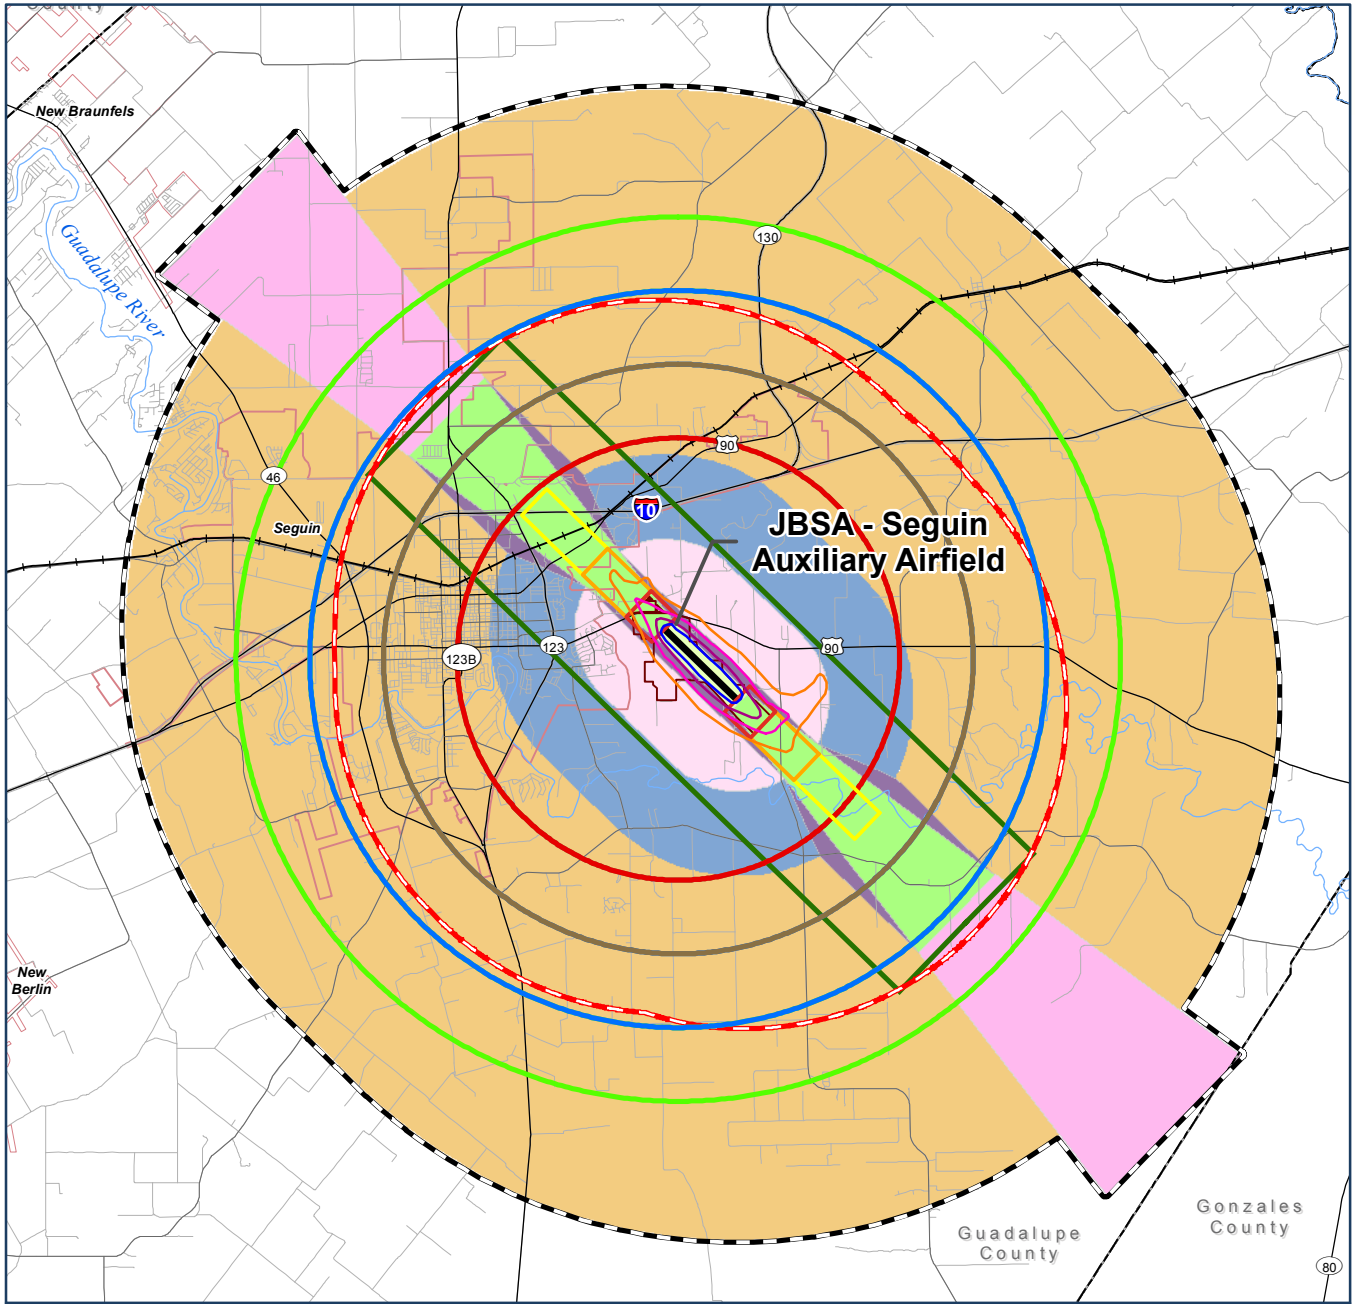 County
New Braunfels
Guadalupe River
130
90
46
10
Seguin
JBSA - Seguin
Auxiliary Airfield
123
90
123B
New
Berlin
Gonzales
County
Guadalupe
County
80